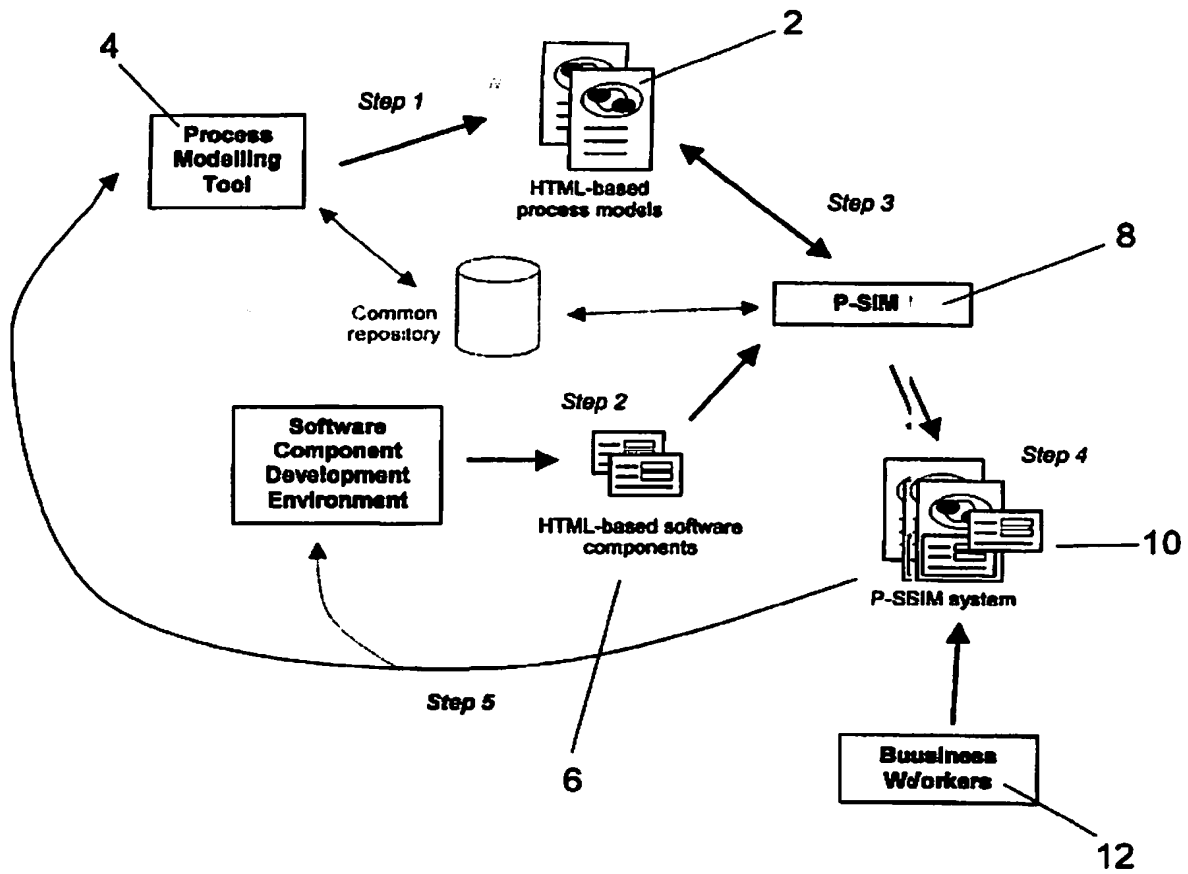 4
2
Step 1
Process
Modelling
Tool
HTML-based
process models
Step 3
8
P-SIM
Common
repository
Step 2
Software
Component
Development
Environment
Step 4
HTML-based software
components
10
P-SSIM system
Step 5
6
Buusiness
Wdorkers
12